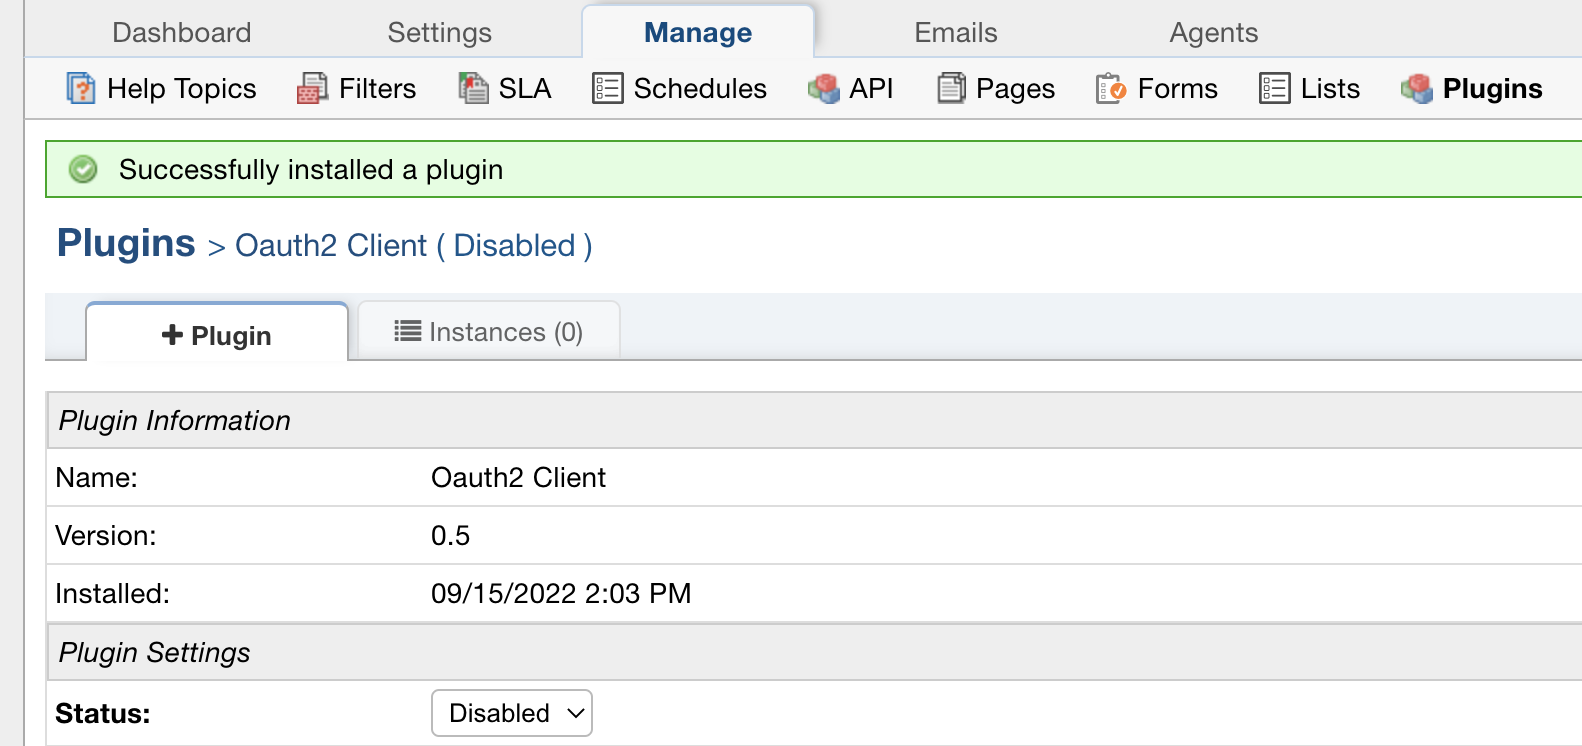 Dashboard Settings Manage Emails Agents
Help Topics Filters SLA Schedules API Pages Forms Lists Plugins
Successfully installed a plugin
Plugins > Oauth2 Client ( Disabled )
Plugin Instances (0)
Plugin Information
Name: Oauth2 Client
Version: 0.5
Installed: 09/15/2022 2:03 PM
Plugin Settings
Status: Disabled